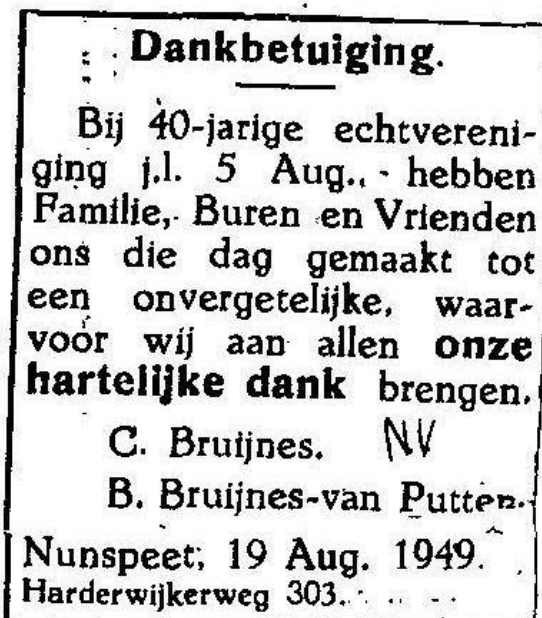 Dankbetuiging.
Bij 40-jarige echtvereni-
ging j.l. 5 Aug., hebben
Familie, Buren en Vrienden
ons die dag gemaakt tot
een onvergetelijke, waar-
voor wij aan allen onze
hartelijke dank brengen.
C. Bruijnes. NV
B. Bruijnes-van Putten.
Nunspeet, 19 Aug. 1949.
Harderwijkerweg 303.